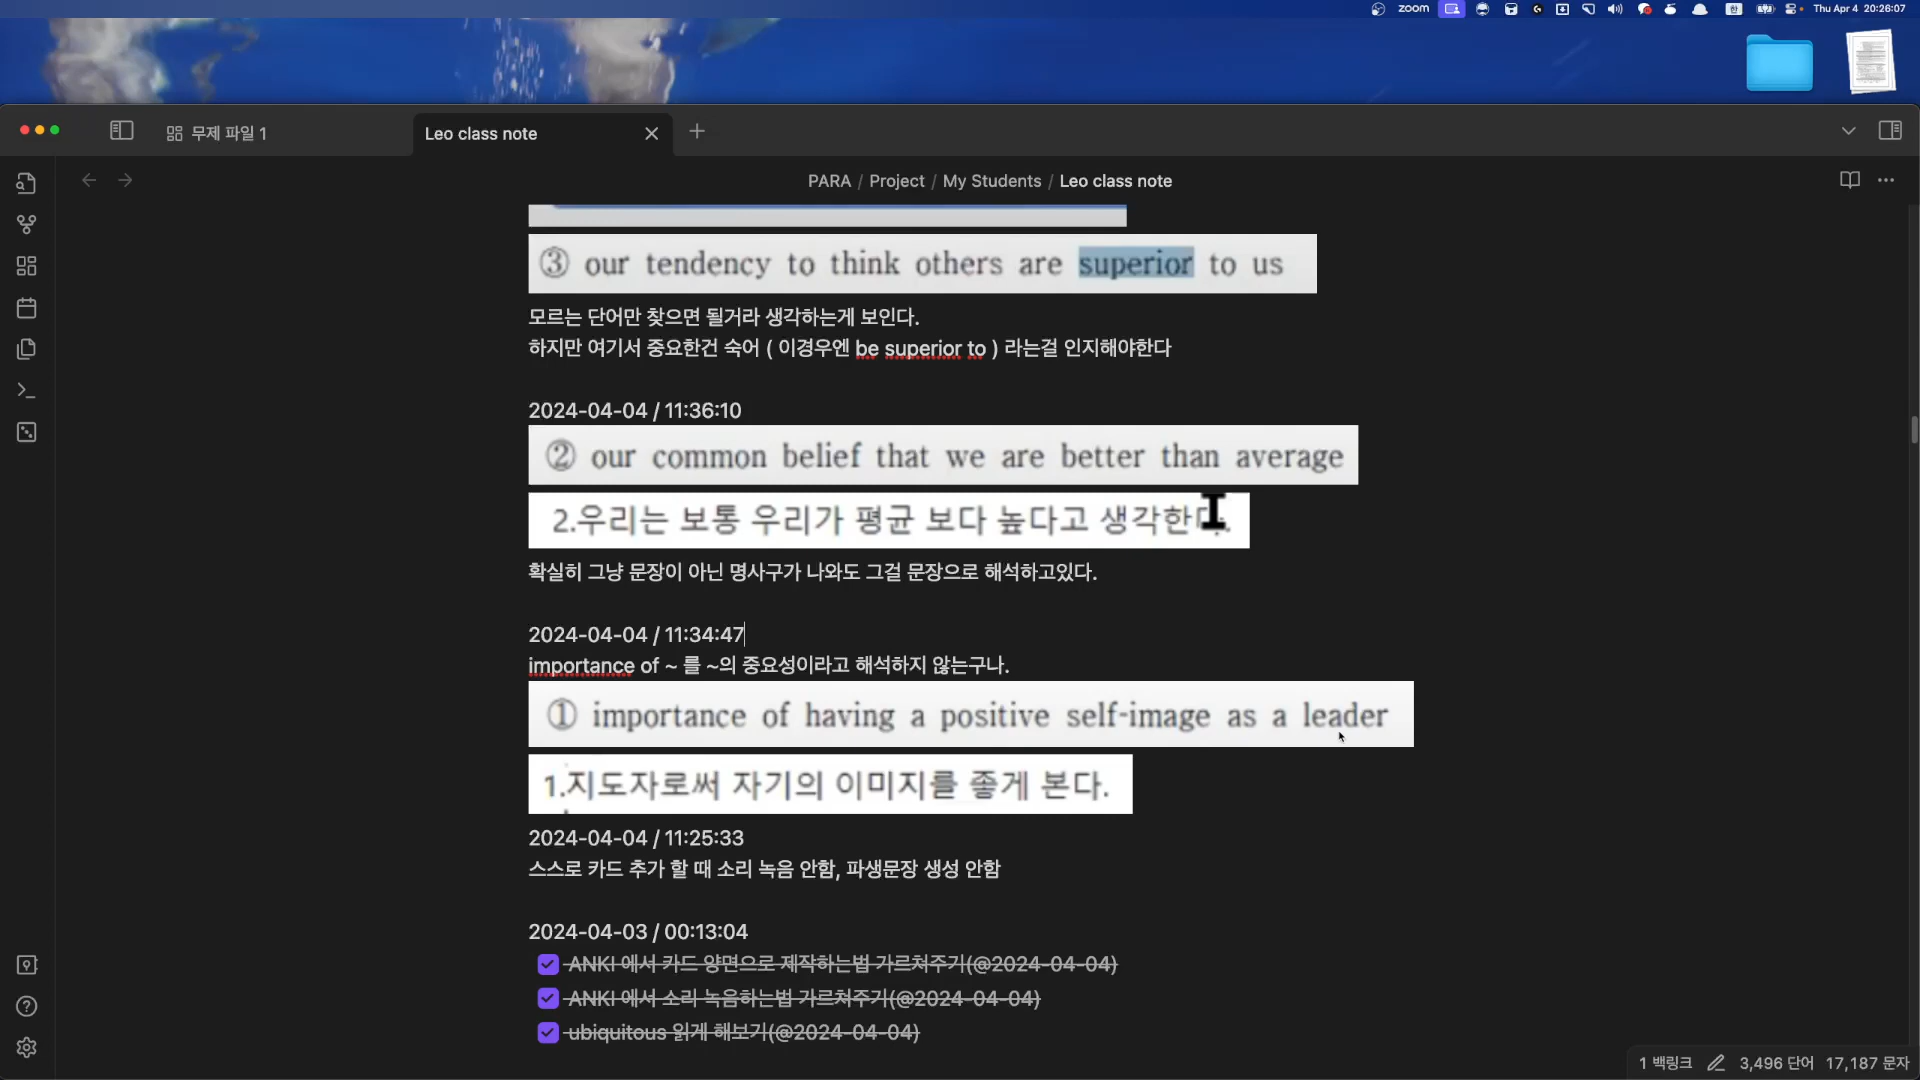 zoom
한
Thu Apr 4 20:26:07
무제 파일 1
Leo class note
PARA / Project / My Students / Leo class note
③ our tendency to think others are superior to us
모르는 단어만 찾으면 될거라 생각하는게 보인다.
하지만 여기서 중요한건 숙어 ( 이경우엔 be superior to ) 라는걸 인지해야한다
2024-04-04 / 11:36:10
② our common belief that we are better than average
2.우리는 보통 우리가 평균 보다 높다고 생각한다.
확실히 그냥 문장이 아닌 명사구가 나와도 그걸 문장으로 해석하고있다.
2024-04-04 / 11:34:47
importance of ~ 를 ~의 중요성이라고 해석하지 않는구나.
① importance of having a positive self-image as a leader
1.지도자로써 자기의 이미지를 좋게 본다.
2024-04-04 / 11:25:33
스스로 카드 추가 할 때 소리 녹음 안함, 파생문장 생성 안함
2024-04-03 / 00:13:04
ANKI 에서 카드 양면으로 제작하는법 가르쳐주기(@2024-04-04)
ANKI 에서 소리 녹음하는법 가르쳐주기(@2024-04-04)
ubiquitous 읽게 해보기(@2024-04-04)
1 백링크 3,496 단어 17,187 문자